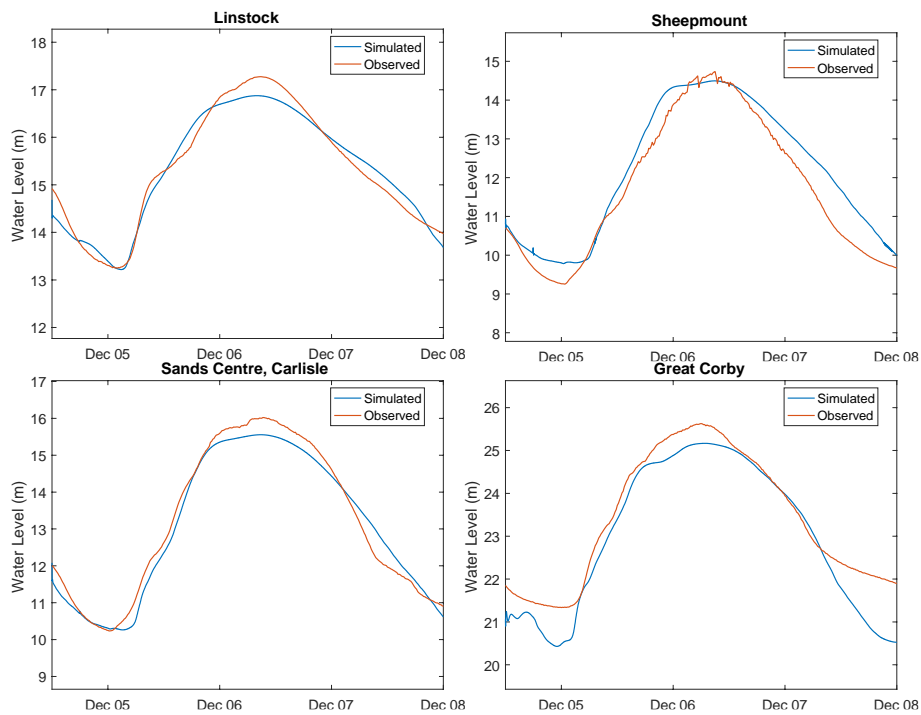 Linstock
Simulated
Observed
Water Level (m)
18
17
16
15
14
13
12
Dec 05
Dec 06
Dec 07
Dec 08
Sheepmount
Simulated
Observed
Water Level (m)
15
14
13
12
11
10
9
8
Dec 05
Dec 06
Dec 07
Dec 08
Sands Centre, Carlisle
Simulated
Observed
Water Level (m)
17
16
15
14
13
12
11
10
9
Dec 05
Dec 06
Dec 07
Dec 08
Great Corby
Simulated
Observed
Water Level (m)
26
25
24
23
22
21
20
Dec 05
Dec 06
Dec 07
Dec 08